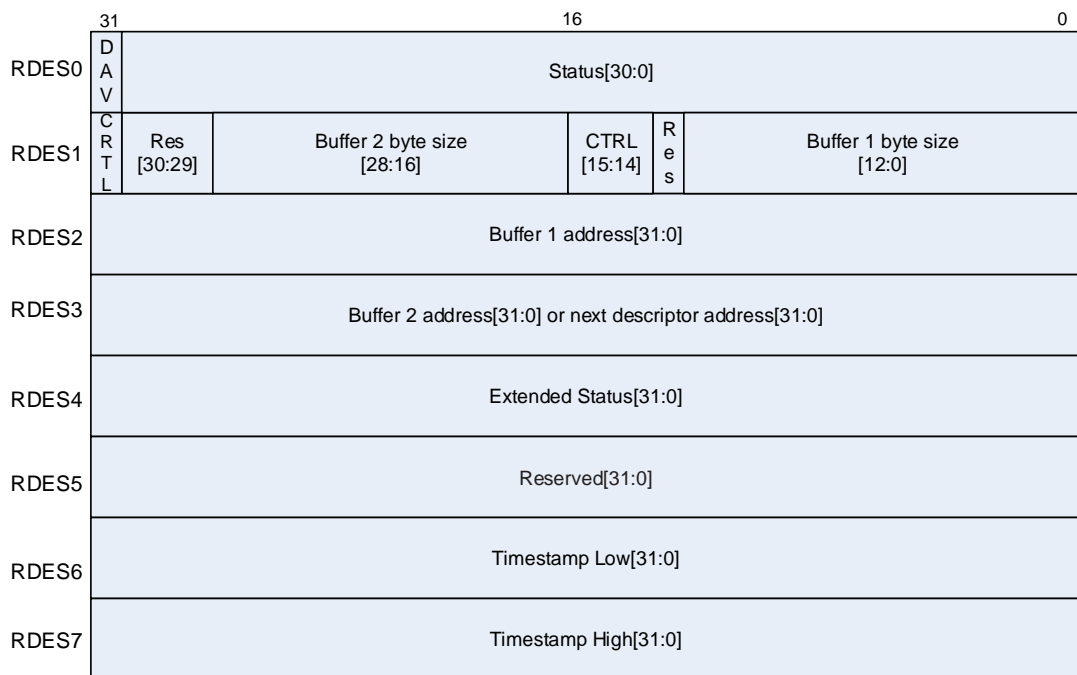 31 16 0
RDES0
DAV
Status[30:0]
RDES1
CRTL
Res
[30:29]
Buffer 2 byte size
[28:16]
CTRL
[15:14]
Res
Buffer 1 byte size
[12:0]
RDES2
Buffer 1 address[31:0]
RDES3
Buffer 2 address[31:0] or next descriptor address[31:0]
RDES4
Extended Status[31:0]
RDES5
Reserved[31:0]
RDES6
Timestamp Low[31:0]
RDES7
Timestamp High[31:0]